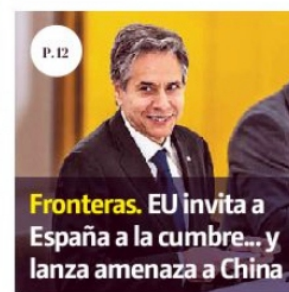 P.12
Fronteras. EU invita a
España a la cumbre... y
lanza amenaza a China